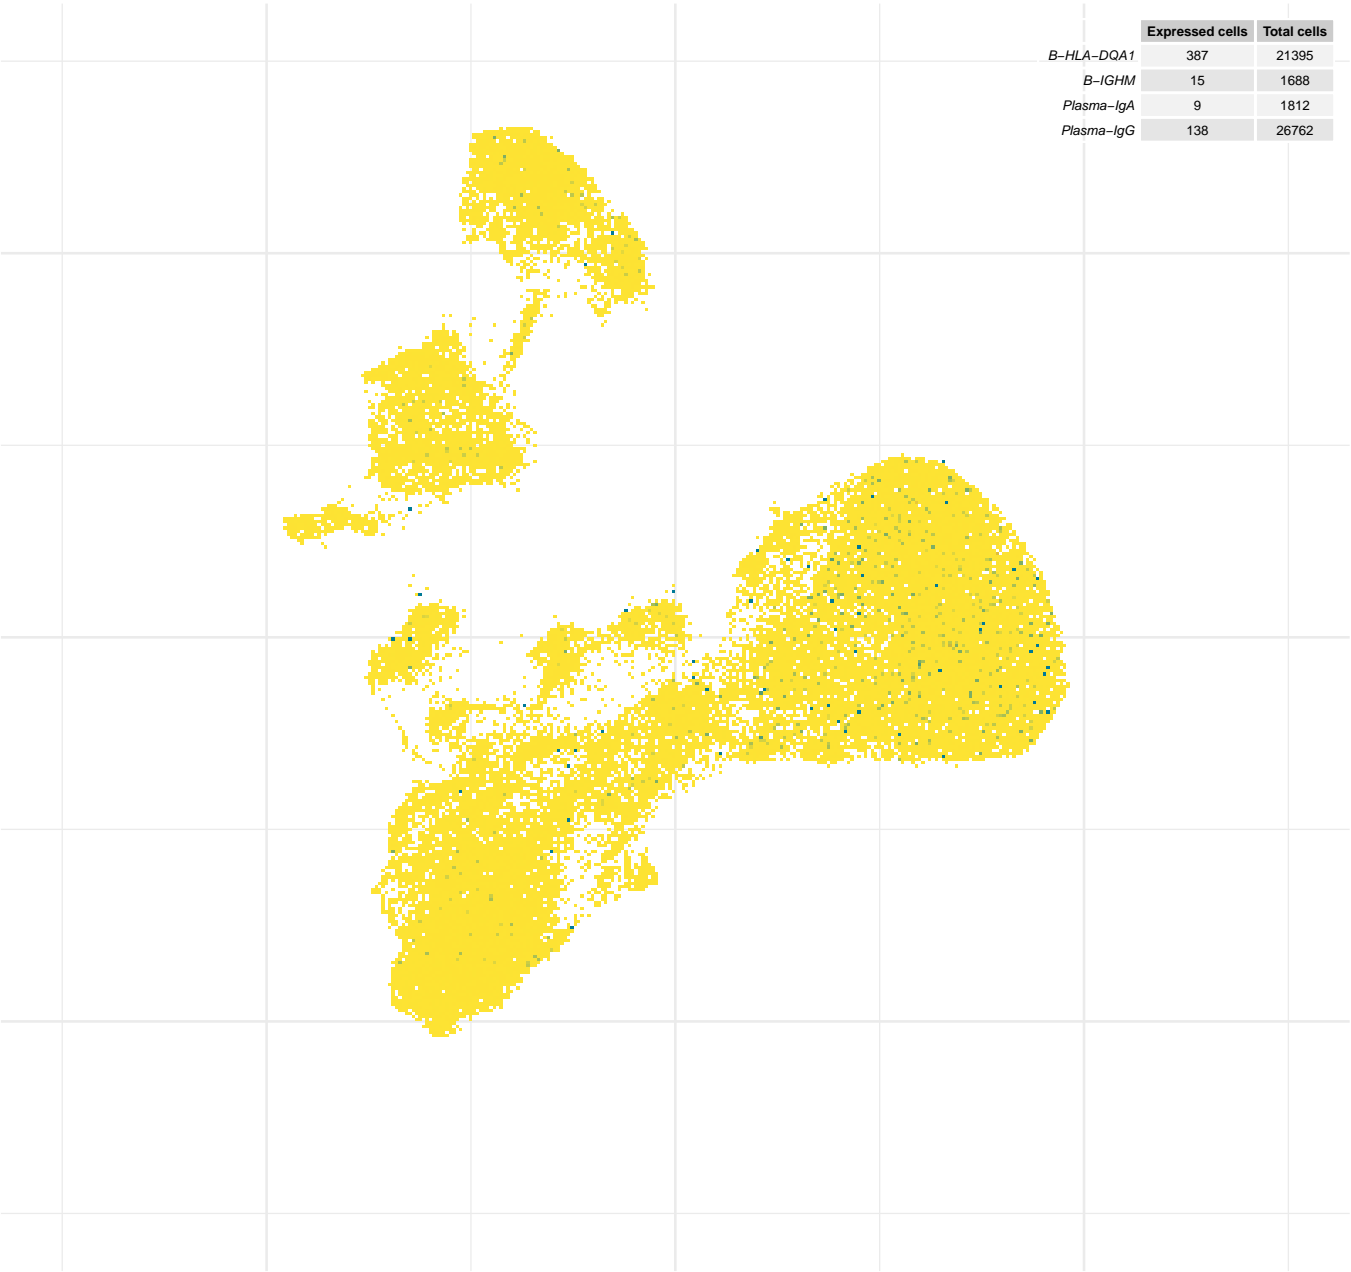 Expressed cells Total cells
B−HLA−DQA1 387 21395
B−IGHM 15 1688
Plasma−IgA 9 1812
Plasma−IgG 138 26762